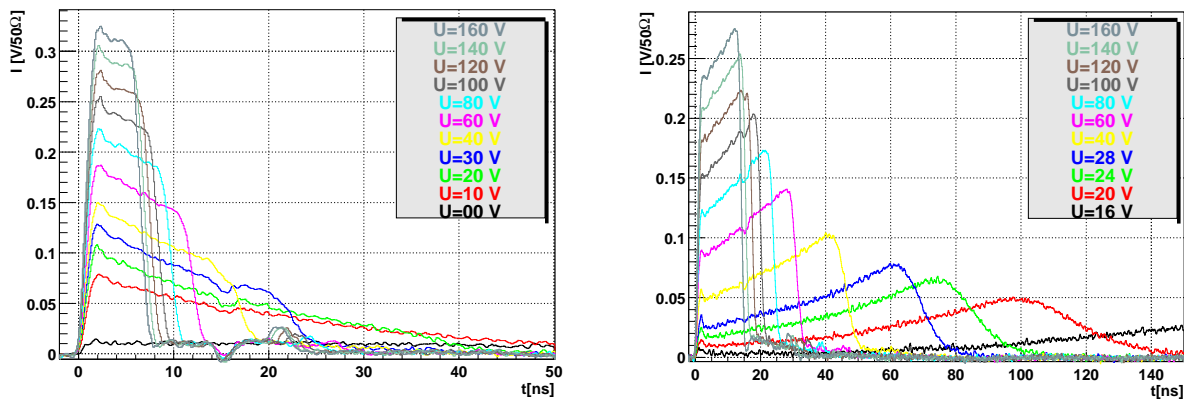 I [V/50Ω]
0.3
0.25
0.2
0.15
0.1
0.05
0
U=160 V
U=140 V
U=120 V
U=100 V
U=80 V
U=60 V
U=40 V
U=30 V
U=20 V
U=10 V
U=00 V
0 10 20 30 40 50
t[ns]
I [V/50Ω]
0.25
0.2
0.15
0.1
0.05
0
U=160 V
U=140 V
U=120 V
U=100 V
U=80 V
U=60 V
U=40 V
U=28 V
U=24 V
U=20 V
U=16 V
0 20 40 60 80 100 120 140
t[ns]